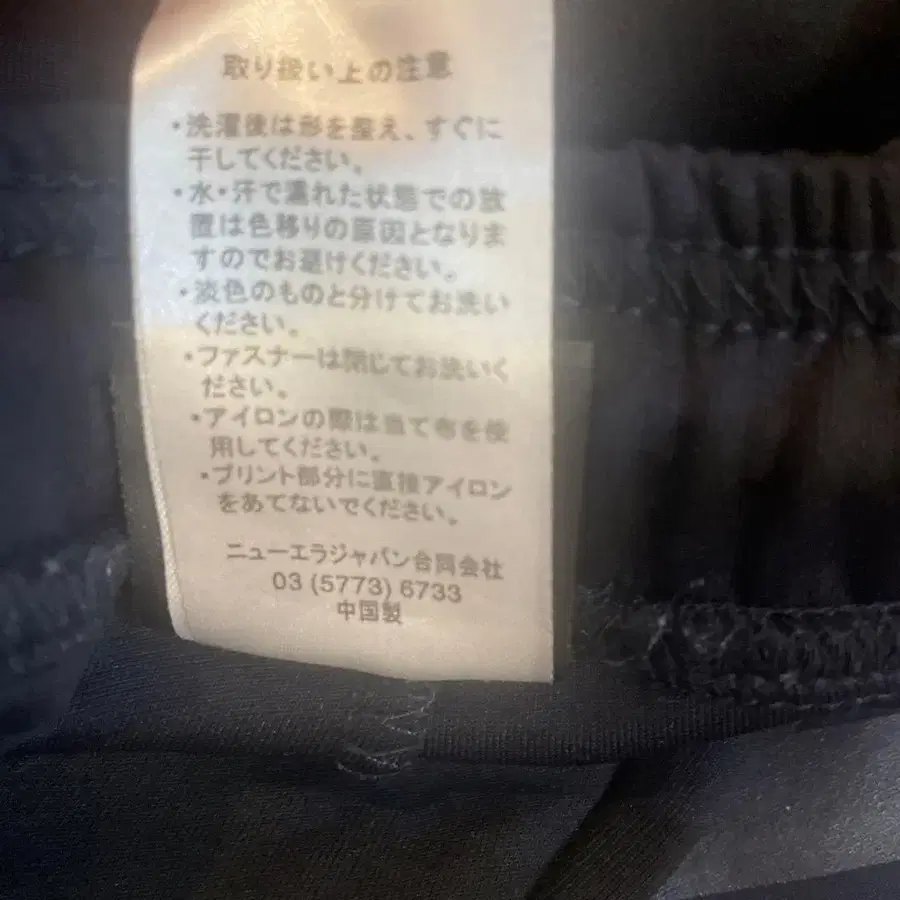 取り扱い上の注意
・洗濯後は形を整え、すぐに
干してください。
・水・汗で濡れた状態での放
置は色移りの原因となりま
すのでお避けください。
・淡色のものと分けてお洗い
ください。
・ファスナーは閉じてお洗いく
ださい。
・アイロンの際は当て布を使
用してください。
・プリント部分に直接アイロン
をあてないでください。
ニューエラジャパン合同会社
03 (5773) 6733
中国製